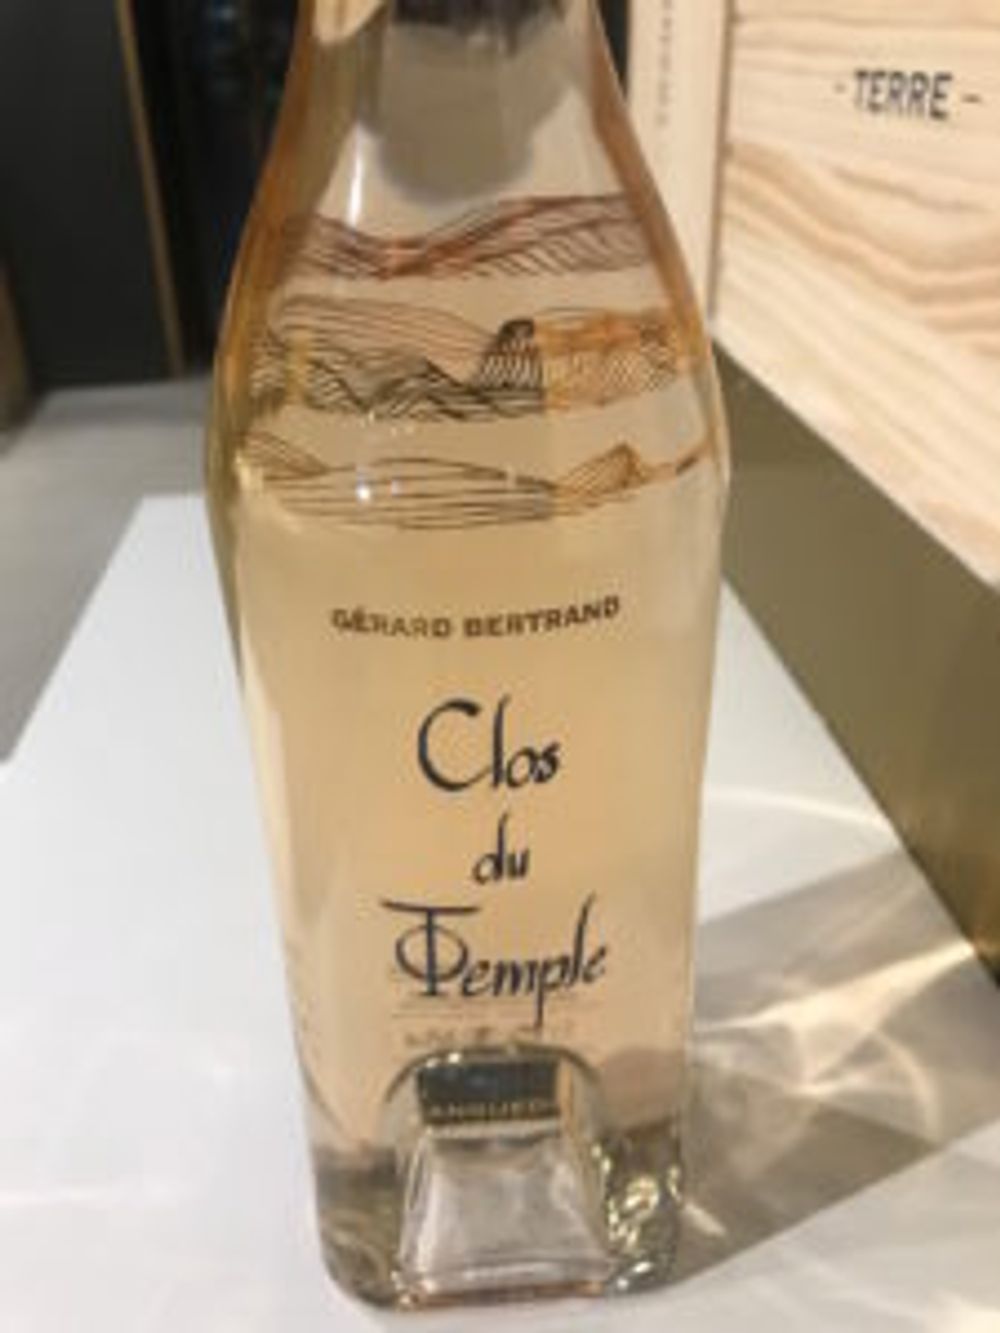 - TERRE -
GÉRARD BERTRAND
Clos
du
Temple